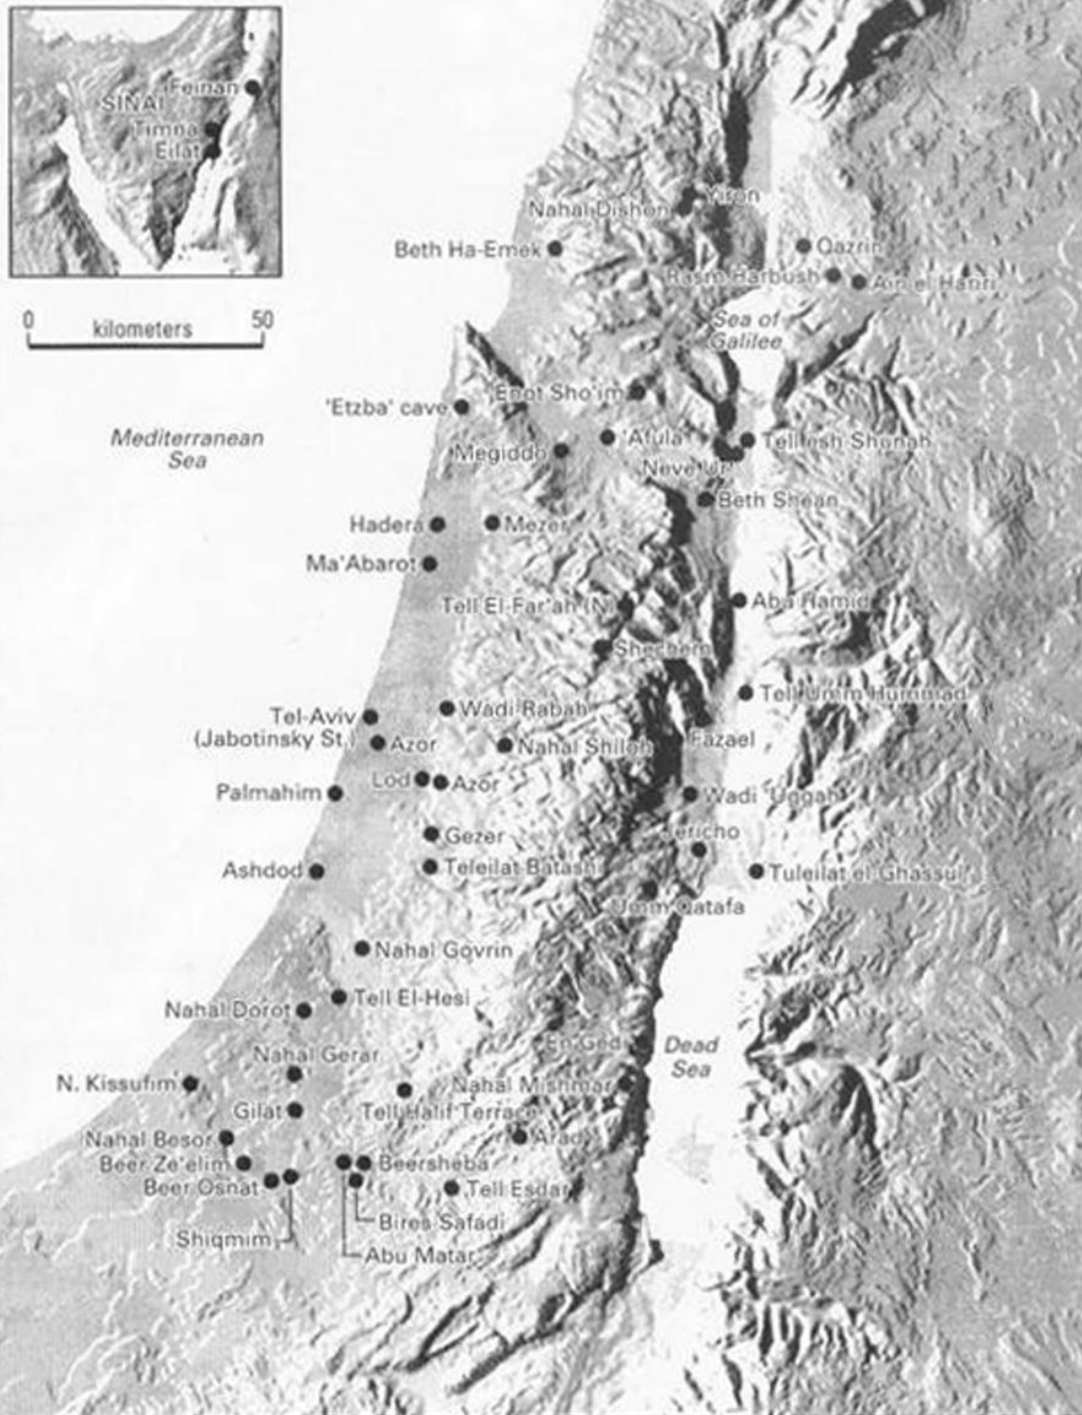 Feinan
SINAI
Timna
Eilat
0 50
kilometers
Yiron
Nahal Dishon
Beth Ha-Emek
Qazrin
Rasm Harbush
Ain el Hariri
Sea of
Galilee
Enot Sho'im
'Etzba' cave
Mediterranean
Sea
'Afula
Tell esh Shunah
Megiddo
Neve Ur
Beth Shean
Hadera
Mezer
Ma'Abarot
Tell El-Far'ah (N)
Abu Hamid
Shechem
Tell Umm Hummad
Wadi Rabah
Tel-Aviv
(Jabotinsky St.)
Azor
Nahal Shiloh
Fazael
Lod
Azor
Palmahim
Wadi 'Uggah
Jericho
Gezer
Teleilat Batash
Ashdod
Tuleilat el-Ghassul
Umm Qatafa
Nahal Govrin
Tell El-Hesi
Nahal Dorot
En Gedi
Dead
Sea
Nahal Gerar
N. Kissufim
Nahal Mishmar
Gilat
Tell Halif Terrace
Nahal Besor
Arad
Beer Ze'elim
Beersheba
Beer Osnat
Tell Esdar
Bires Safadi
Shiqmim
Abu Matar